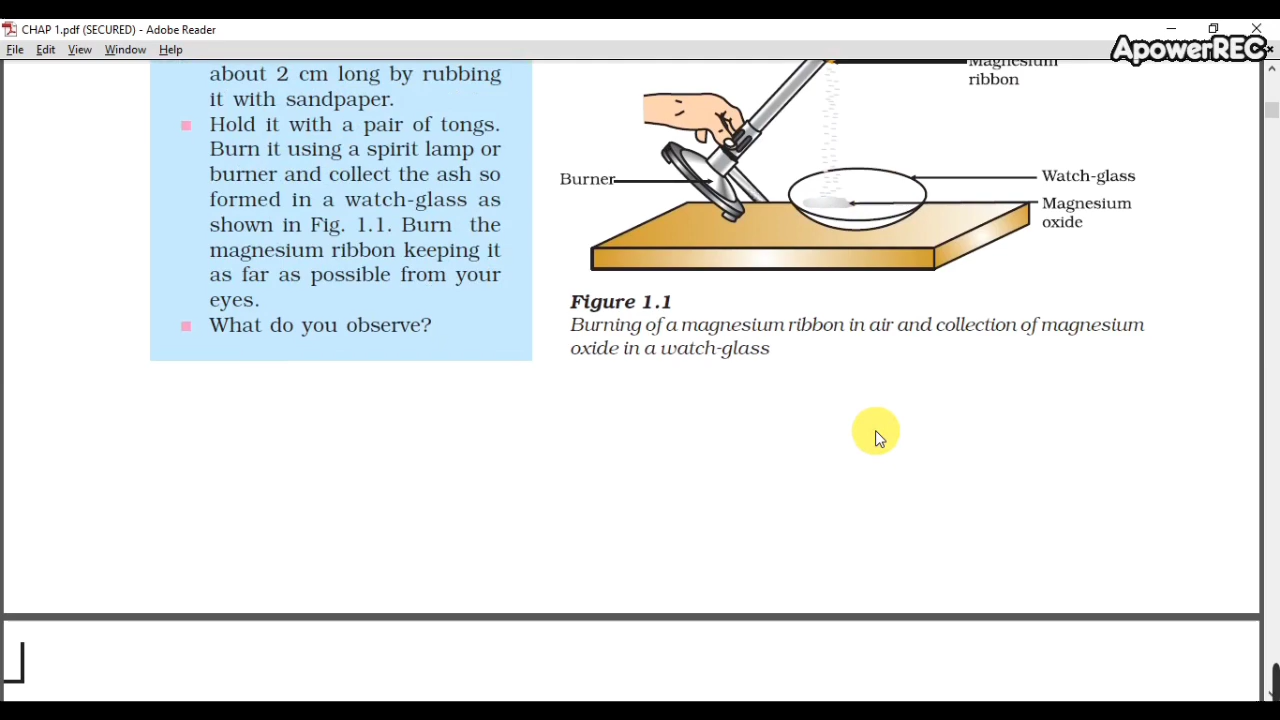 CHAP 1.pdf (SECURED) - Adobe Reader
File Edit View Window Help
ApowerREC
about 2 cm long by rubbing
it with sandpaper.
Hold it with a pair of tongs.
Burn it using a spirit lamp or
burner and collect the ash so
formed in a watch-glass as
shown in Fig. 1.1. Burn the
magnesium ribbon keeping it
as far as possible from your
eyes.
What do you observe?
Magnesium
ribbon
Burner
Watch-glass
Magnesium
oxide
Figure 1.1
Burning of a magnesium ribbon in air and collection of magnesium
oxide in a watch-glass